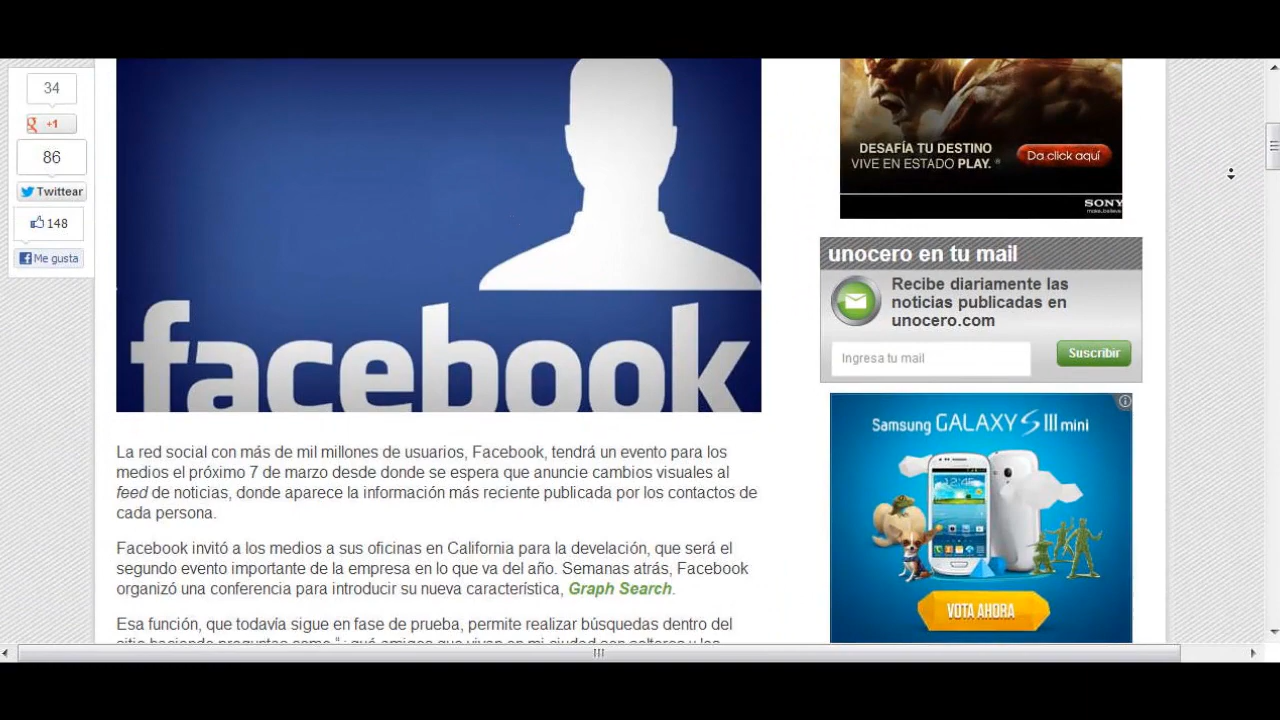 34
+1
86
Twittear
148
Me gusta
facebook
La red social con más de mil millones de usuarios, Facebook, tendrá un evento para los
medios el próximo 7 de marzo desde donde se espera que anuncie cambios visuales al
feed de noticias, donde aparece la información más reciente publicada por los contactos de
cada persona.
Facebook invitó a los medios a sus oficinas en California para la develación, que será el
segundo evento importante de la empresa en lo que va del año. Semanas atrás, Facebook
organizó una conferencia para introducir su nueva característica, Graph Search.
Esa función, que todavía sigue en fase de prueba, permite realizar búsquedas dentro del
DESAFÍA TU DESTINO
VIVE EN ESTADO PLAY.®
Da click aquí
SONY
make.believe
unocero en tu mail
Recibe diariamente las
noticias publicadas en
unocero.com
Ingresa tu mail
Suscribir
Samsung GALAXY S III mini
12:45
VOTA AHORA